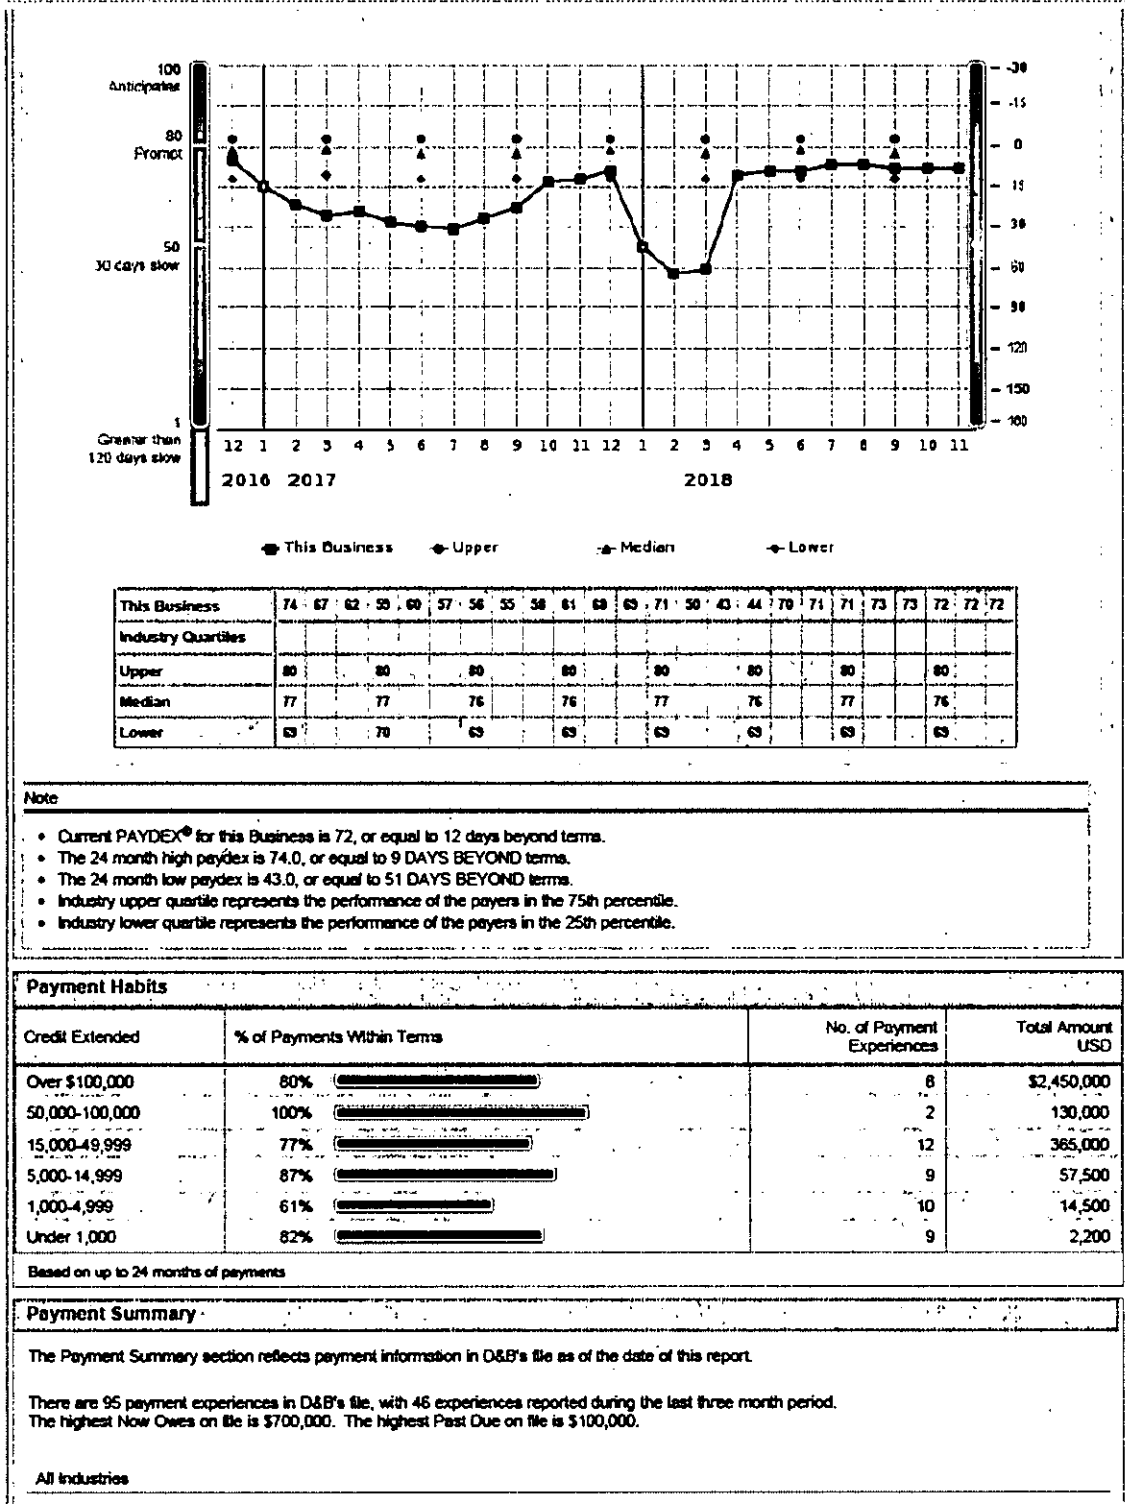 100
Anticipates
80
Prompt
50
30 days slow
1
Greater than
120 days slow
- -30
- -15
- 0
- 15
- 30
- 60
- 90
- 120
- 150
- 180
12 1 2 3 4 5 6 7 8 9 10 11 12 1 2 3 4 5 6 7 8 9 10 11
2016 2017 2018
This Business Upper Median Lower
This Business 74 67 62 59 60 57 56 55 58 61 69 71 50 43 44 70 71 71 73 73 72 72 72
Industry Quartiles
Upper 80 80 80 80 80 80 80 80
Median 77 77 76 76 77 76 77 76
Lower 69 70 69 69 69 69 69 69
Note
• Current PAYDEX® for this Business is 72, or equal to 12 days beyond terms.
• The 24 month high paydex is 74.0, or equal to 9 DAYS BEYOND terms.
• The 24 month low paydex is 43.0, or equal to 51 DAYS BEYOND terms.
• Industry upper quartile represents the performance of the payers in the 75th percentile.
• Industry lower quartile represents the performance of the payers in the 25th percentile.
Payment Habits
Credit Extended % of Payments Within Terms No. of Payment Experiences Total Amount USD
Over $100,000 80% $2,450,000
50,000-100,000 100% 2 130,000
15,000-49,999 77% 12 365,000
5,000-14,999 87% 9 57,500
1,000-4,999 61% 10 14,500
Under 1,000 82% 9 2,200
Based on up to 24 months of payments
Payment Summary
The Payment Summary section reflects payment information in D&B's file as of the date of this report.
There are 95 payment experiences in D&B's file, with 46 experiences reported during the last three month period.
The highest Now Owes on file is $700,000. The highest Past Due on file is $100,000.
All Industries